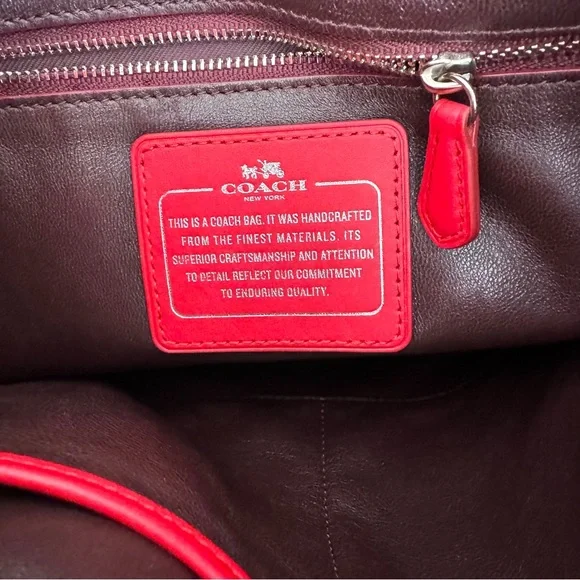 COACH
NEW YORK
THIS IS A COACH BAG. IT WAS HANDCRAFTED
FROM THE FINEST MATERIALS. ITS
SUPERIOR CRAFTSMANSHIP AND ATTENTION
TO DETAIL REFLECT OUR COMMITMENT
TO ENDURING QUALITY.